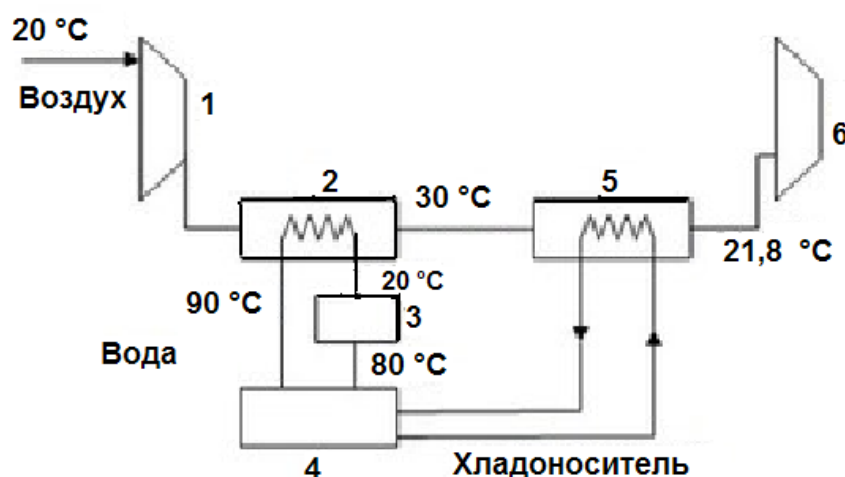 20 °C
Воздух
1
6
2
30 °C
5
21,8 °C
90 °C
20 °C
3
Вода
80 °C
4
Хладоноситель